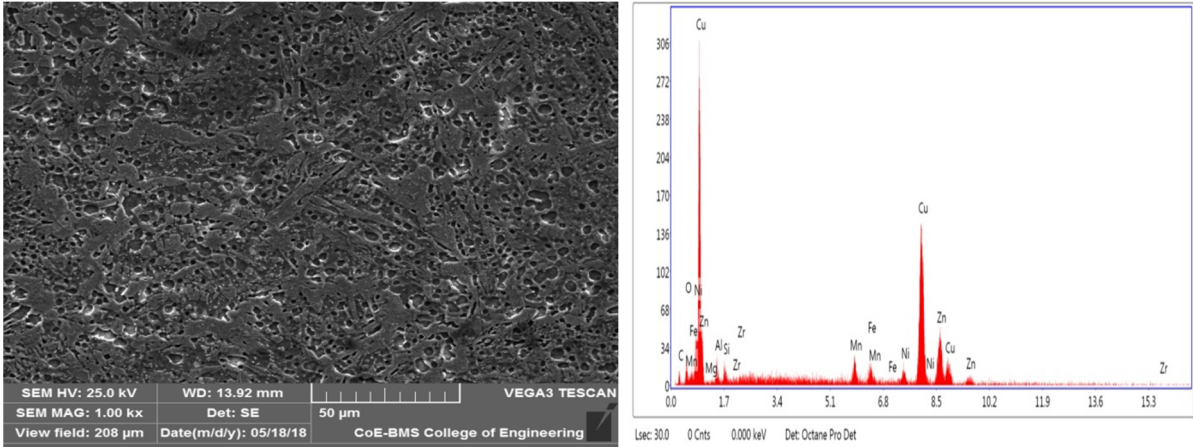 SEM HV: 25.0 kV WD: 13.92 mm VEGA3 TESCAN
SEM MAG: 1.00 kx Det: SE 50 µm
View field: 208 µm Date(m/d/y): 05/18/18 CoE-BMS College of Engineering
Cu
306
272
238
204
170
136
102
68
34
0
Cu
O Ni
Zn
Fe
Al
Si
C
Mn
Mg
Zr
Zr
Mn
Fe
Mn
Fe
Ni
Ni
Zn
Cu
Zn
Zr
0.0 1.7 3.4 5.1 6.8 8.5 10.2 11.9 13.6 15.3
Lsec: 30.0 0 Cnts 0.000 keV Det: Octane Pro Det